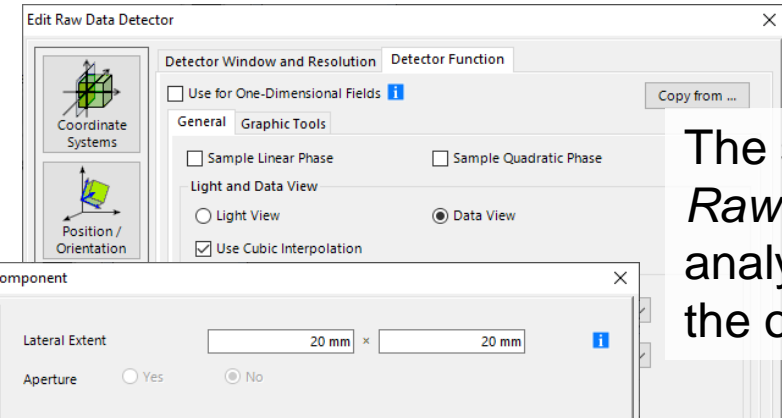 Edit Raw Data Detector
Detector Window and Resolution Detector Function
Use for One-Dimensional Fields
Copy from ...
General Graphic Tools
Coordinate
Systems
Sample Linear Phase Sample Quadratic Phase
Light and Data View
Light View Data View
Use Cubic Interpolation
Position /
Orientation
Lateral Extent 20 mm × 20 mm
Aperture Yes No
The
Raw
the